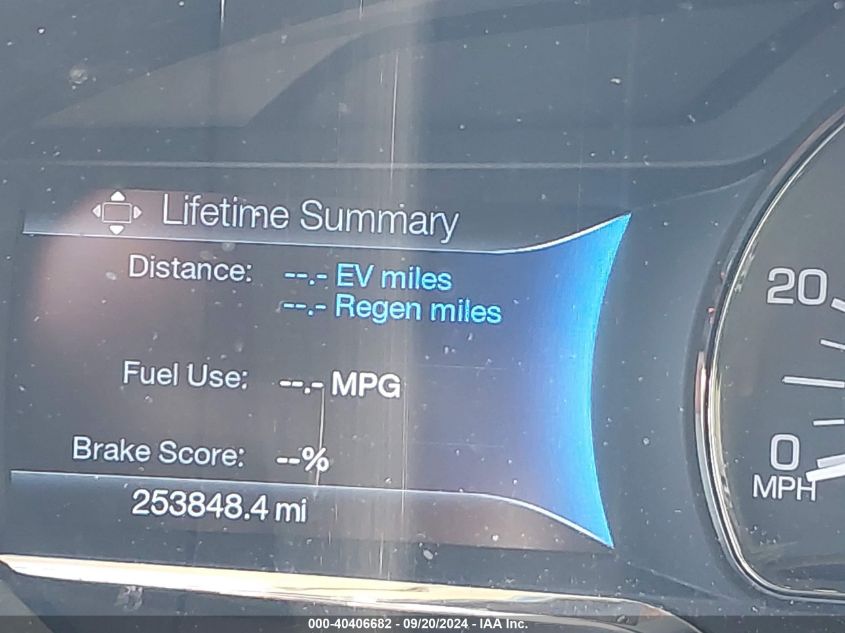 Lifetime Summary
Distance: --.- EV miles
--.- Regen miles
Fuel Use: --.- MPG
Brake Score: --%
253848.4 mi
20
0
MPH
000-40406682 - 09/20/2024 - IAA Inc.